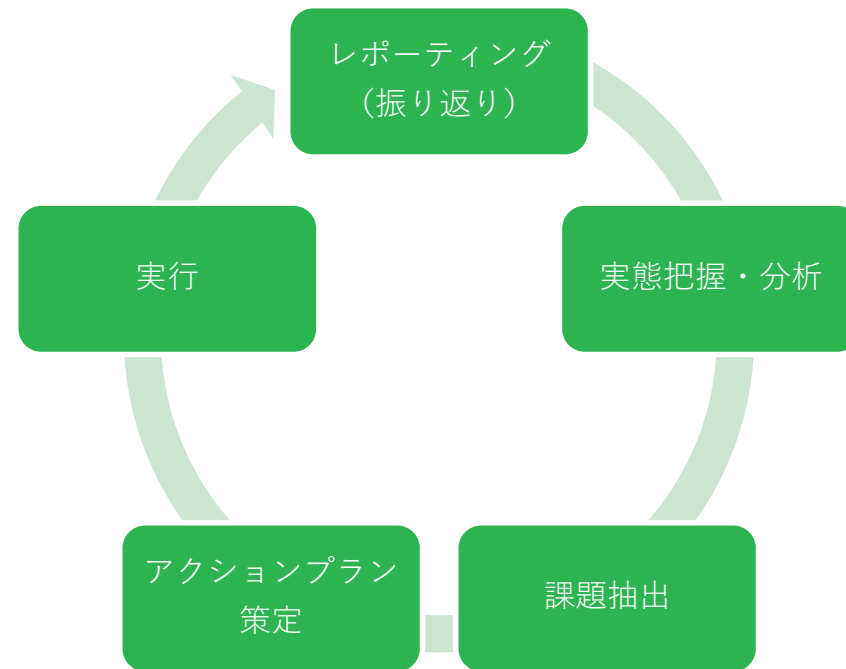 レポーティング
（振り返り）
実態把握・分析
課題抽出
アクションプラン
策定
実行